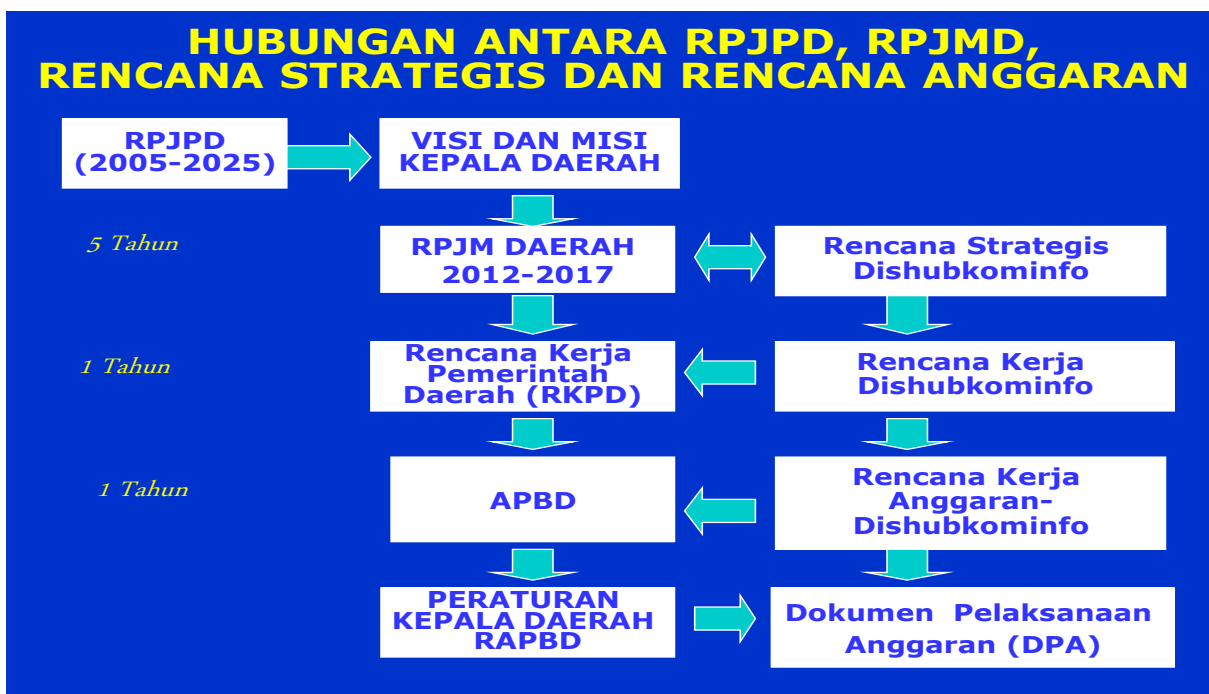 HUBUNGAN ANTARA RPJPD, RPJMD,
RENCANA STRATEGIS DAN RENCANA ANGGARAN
RPJPD
(2005-2025)
VISI DAN MISI
KEPALA DAERAH
5 Tahun
RPJM DAERAH
2012-2017
Rencana Strategis
Dishubkominfo
1 Tahun
Rencana Kerja
Pemerintah
Daerah (RKPD)
Rencana Kerja
Dishubkominfo
1 Tahun
APBD
Rencana Kerja
Anggaran-
Dishubkominfo
PERATURAN
KEPALA DAERAH
RAPBD
Dokumen Pelaksanaan
Anggaran (DPA)